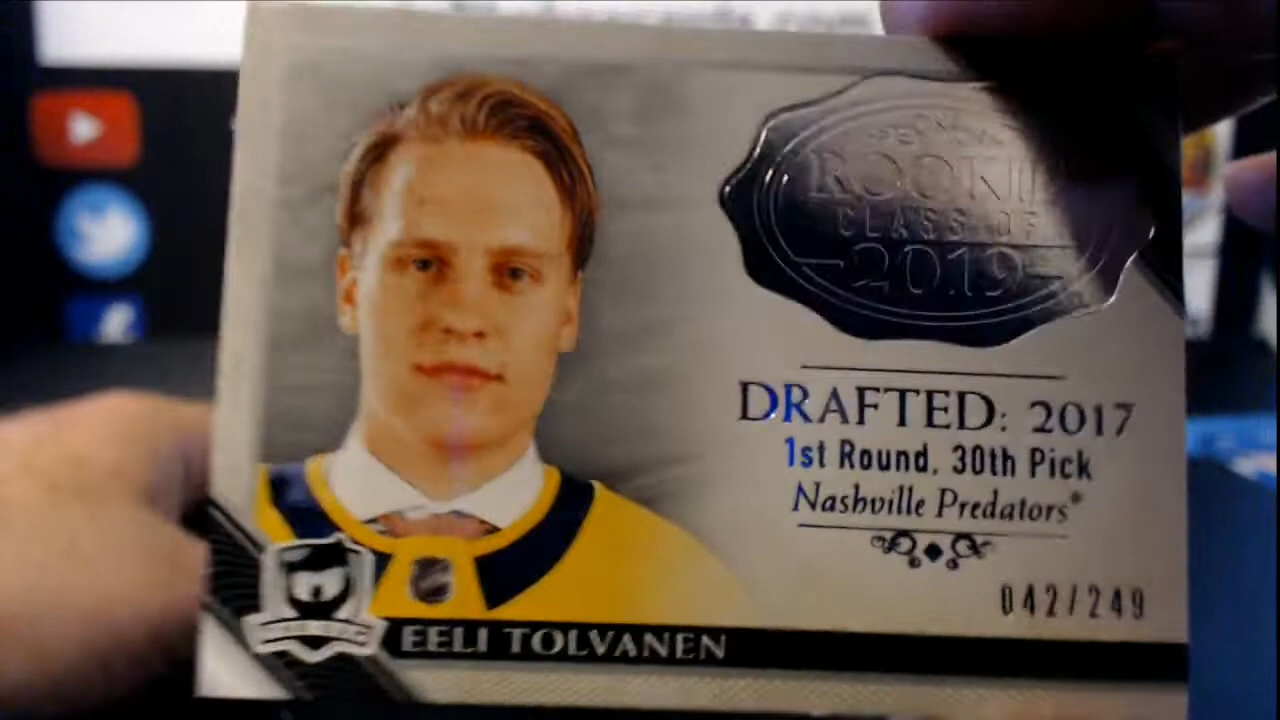 ROOKIE
CLASS OF
2019
DRAFTED: 2017
1st Round, 30th Pick
Nashville Predators®
042/249
EELI TOLVANEN